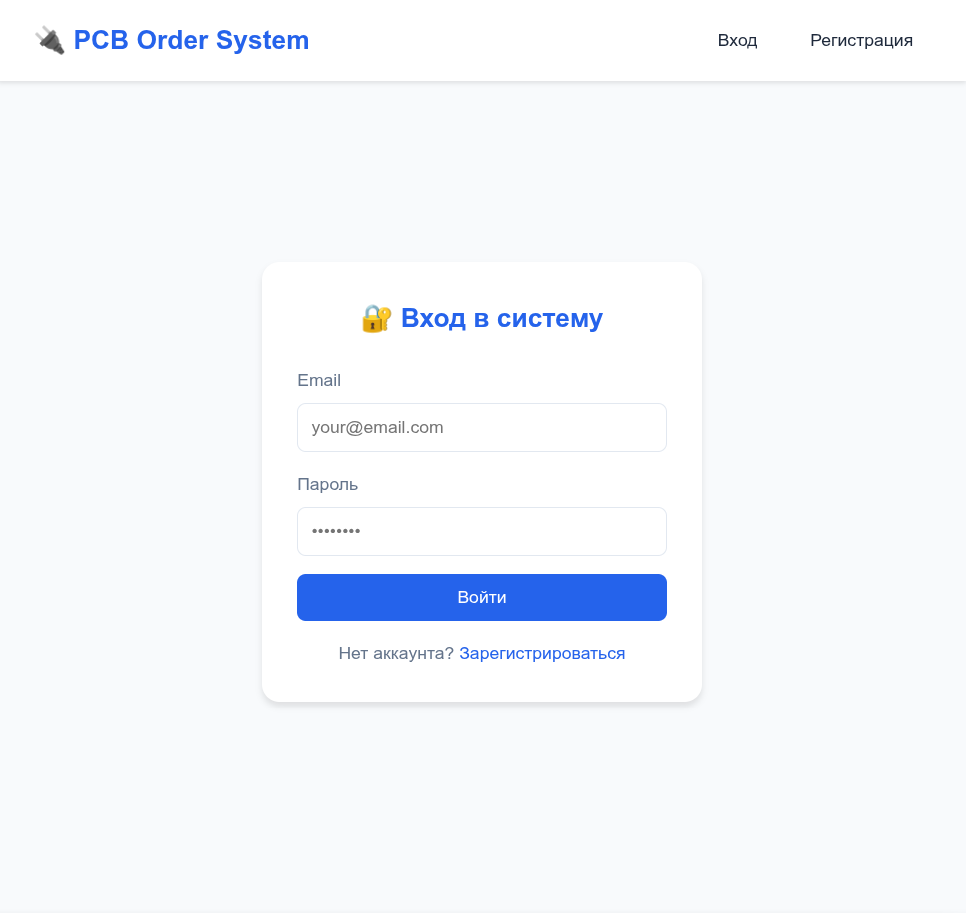 PCB Order System
Вход
Регистрация
Вход в систему
Email
your@email.com
Пароль
••••••••
Войти
Нет аккаунта? Зарегистрироваться